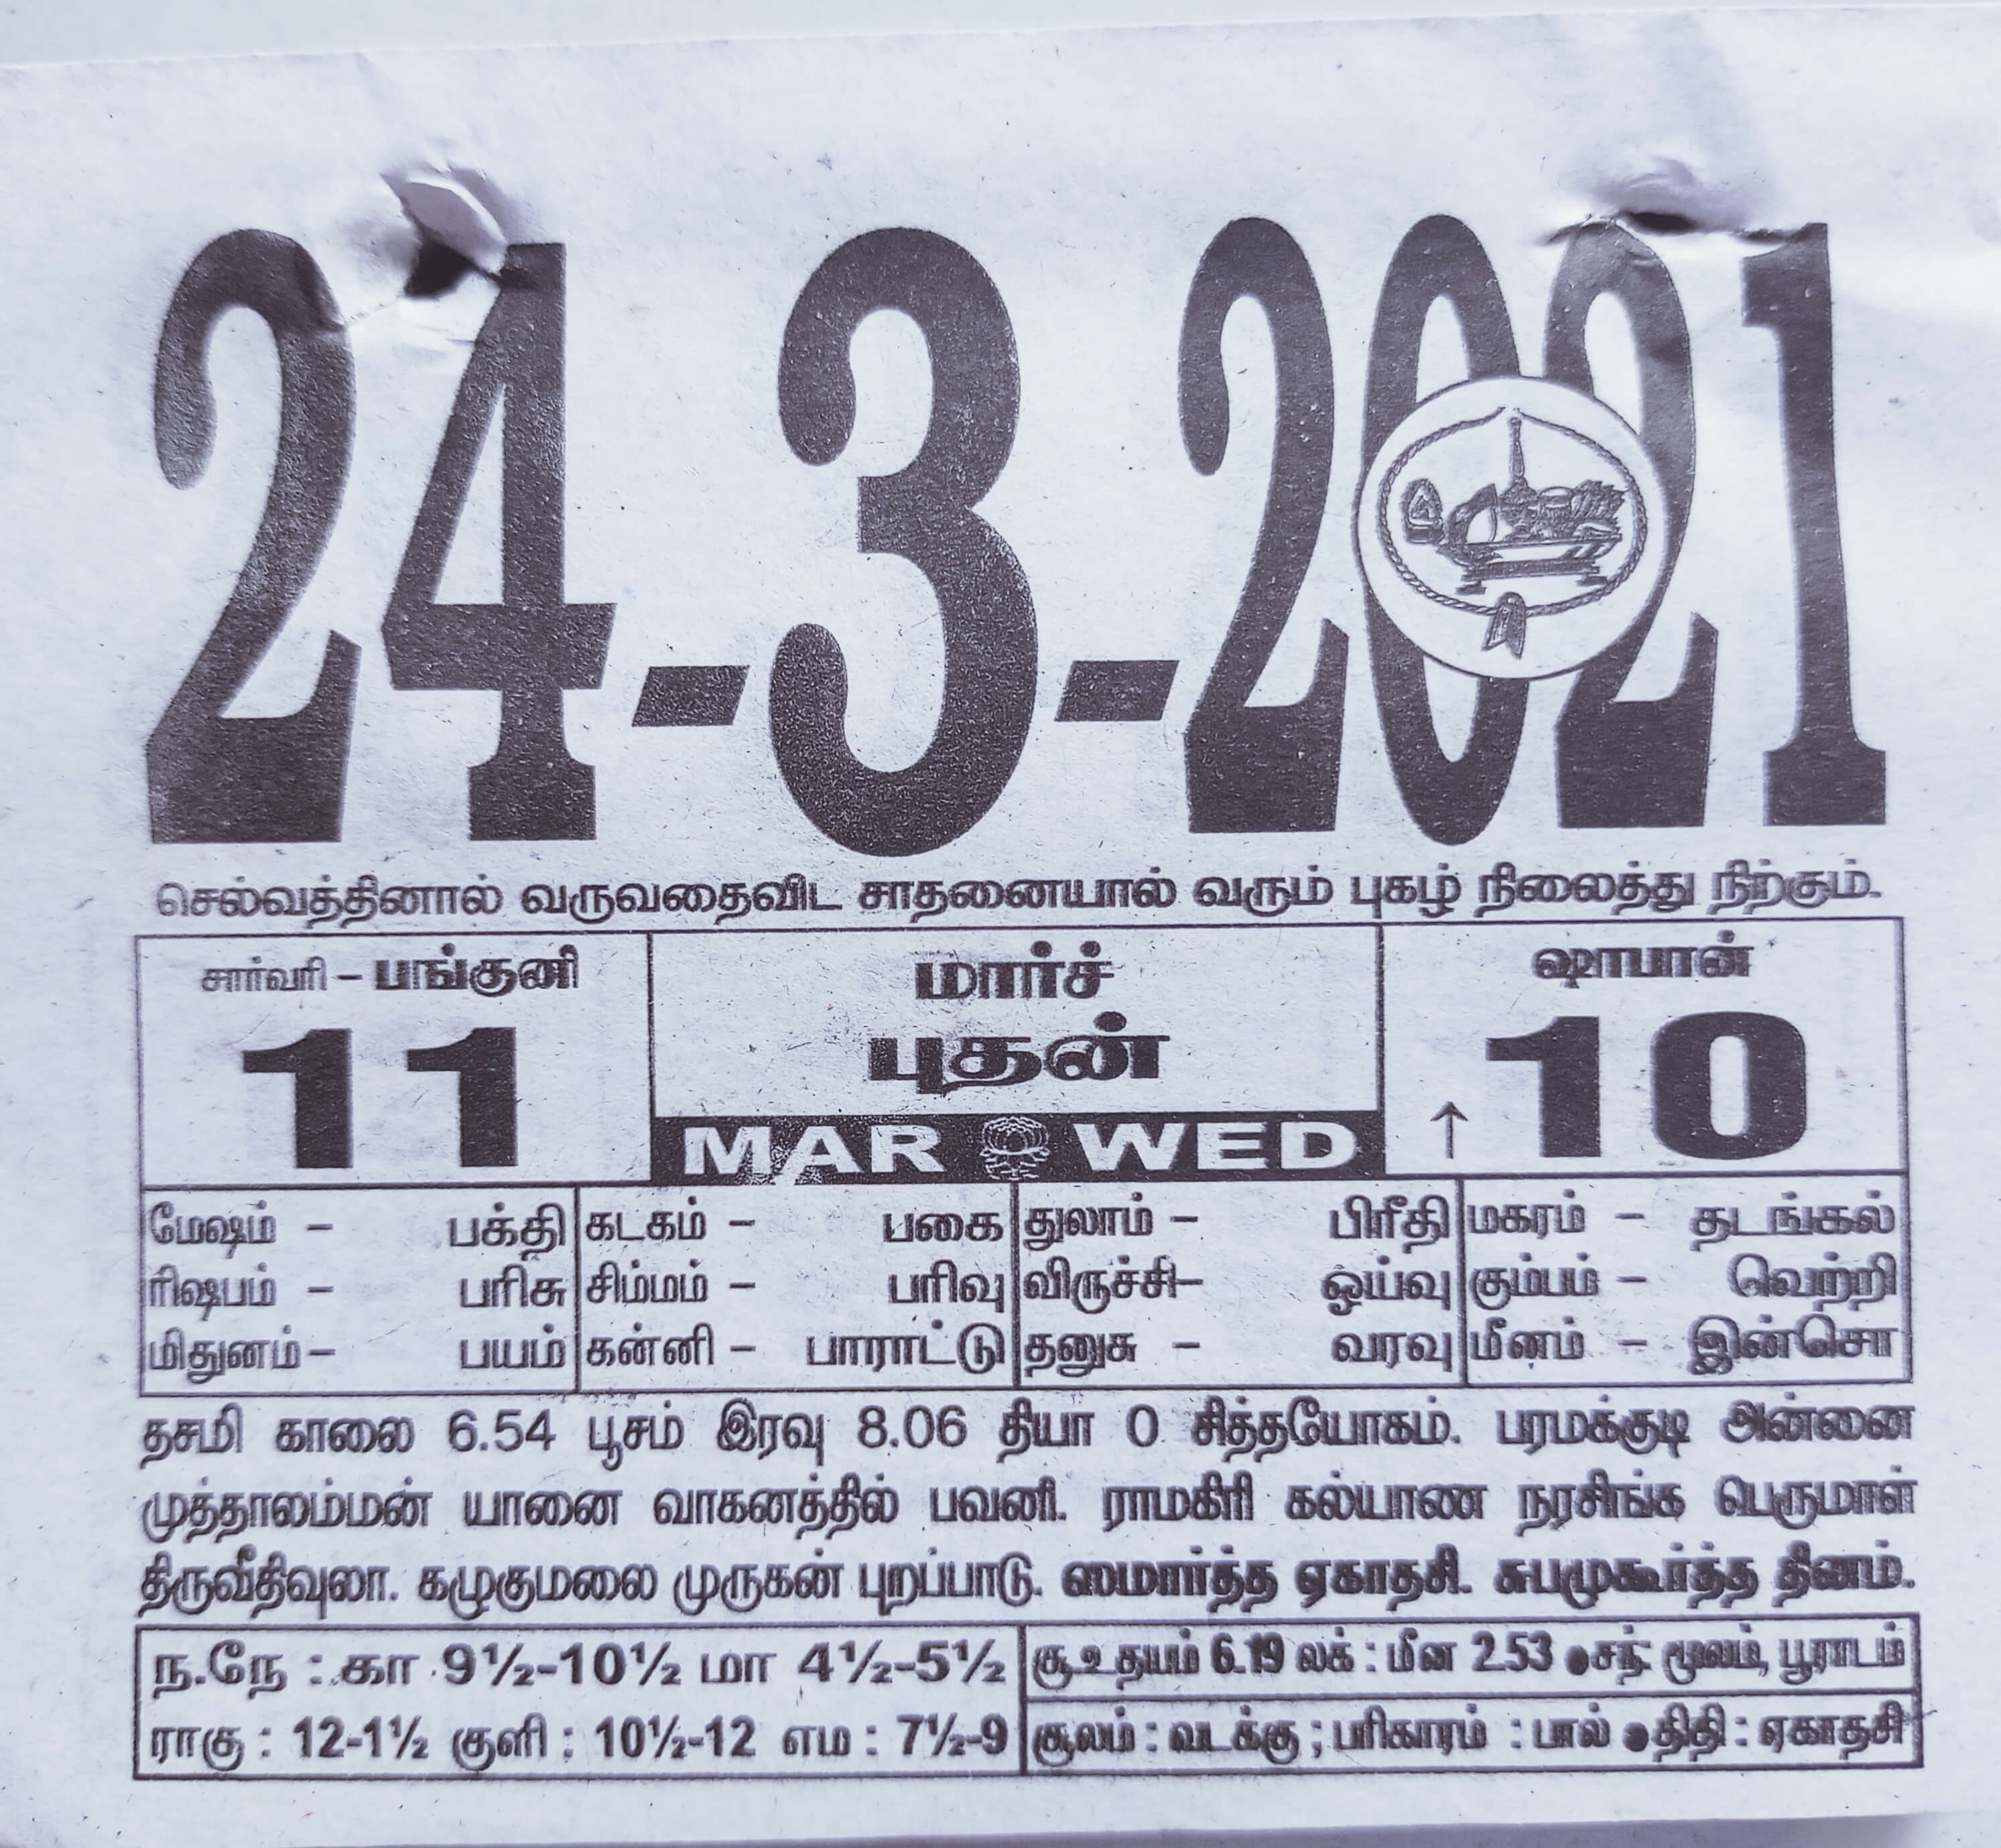 24-3-2021
செல்வத்தினால் வருவதைவிட சாதனையால் வரும் புகழ் நிலைத்து நிற்கும்.
சார்வரி – பங்குனி
11
மார்ச்
புதன்
MAR WED
ஷாபான்
↑ 10
மேஷம் – பக்தி
ரிஷபம் – பரிசு
மிதுனம் – பயம்
கடகம் – பகை
சிம்மம் – பரிவு
கன்னி – பாராட்டு
துலாம் – பிரீதி
விருச்சி – ஓய்வு
தனுசு – வரவு
மகரம் – தடங்கல்
கும்பம் – வெற்றி
மீனம் – இன்சொ
தசமி காலை 6.54 பூசம் இரவு 8.06 தியா 0 சித்தயோகம். பரமக்குடி அன்னை
முத்தாலம்மன் யானை வாகனத்தில் பவனி. ராமகிரி கல்யாண நரசிங்க பெருமாள்
திருவீதிவுலா. கழுகுமலை முருகன் புறப்பாடு. ஸ்மார்த்த ஏகாதசி. சுபமுகூர்த்த தினம்.
ந.நே : கா 9½-10½ மா 4½-5½
ராகு : 12-1½ குளி : 10½-12 எம : 7½-9
சூ.உதயம் 6.19 லக் : மீன 2.53 ●சந்: மூலம், பூராடம்
சூலம் : வடக்கு ; பரிகாரம் : பால் ●திதி : ஏகாதசி